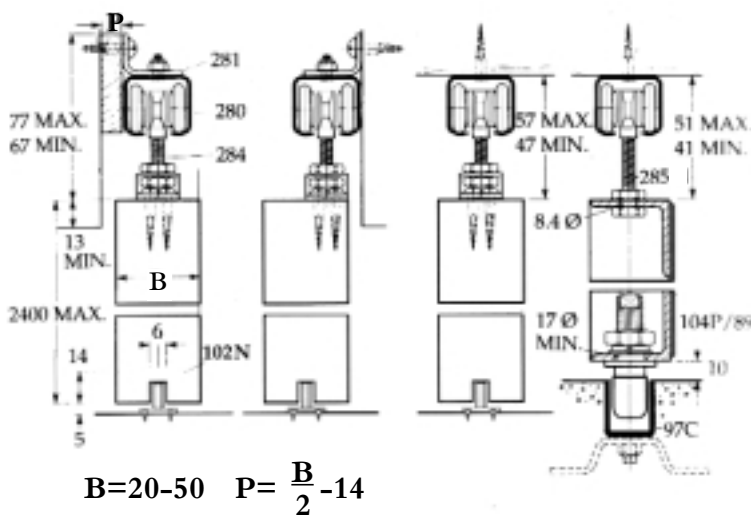 P
281
280
284
77 MAX.
67 MIN.
57 MAX.
47 MIN.
51 MAX.
41 MIN.
285
8.4 Ø
13
MIN.
B
2400 MAX.
6
102N
14
5
17 Ø
MIN.
104P/89
10
97C
B=20-50 P= B/2 -14